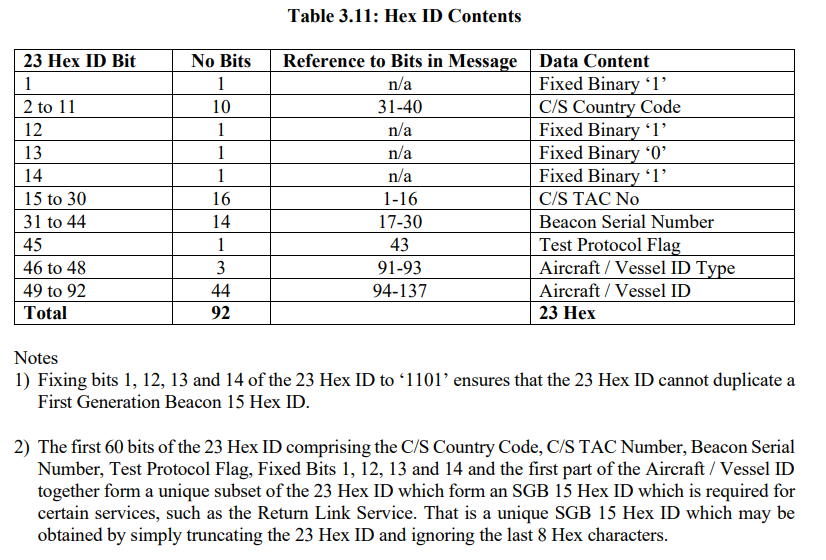 Table 3.11: Hex ID Contents
23 Hex ID Bit No Bits Reference to Bits in Message Data Content
1 1 n/a Fixed Binary ‘1’
2 to 11 10 31-40 C/S Country Code
12 1 n/a Fixed Binary ‘1’
13 1 n/a Fixed Binary ‘0’
14 1 n/a Fixed Binary ‘1’
15 to 30 16 1-16 C/S TAC No
31 to 44 14 17-30 Beacon Serial Number
45 1 43 Test Protocol Flag
46 to 48 3 91-93 Aircraft / Vessel ID Type
49 to 92 44 94-137 Aircraft / Vessel ID
Total 92 23 Hex
Notes
1) Fixing bits 1, 12, 13 and 14 of the 23 Hex ID to ‘1101’ ensures that the 23 Hex ID cannot duplicate a
First Generation Beacon 15 Hex ID.
2) The first 60 bits of the 23 Hex ID comprising the C/S Country Code, C/S TAC Number, Beacon Serial
Number, Test Protocol Flag, Fixed Bits 1, 12, 13 and 14 and the first part of the Aircraft / Vessel ID
together form a unique subset of the 23 Hex ID which form an SGB 15 Hex ID which is required for
certain services, such as the Return Link Service. That is a unique SGB 15 Hex ID which may be
obtained by simply truncating the 23 Hex ID and ignoring the last 8 Hex characters.